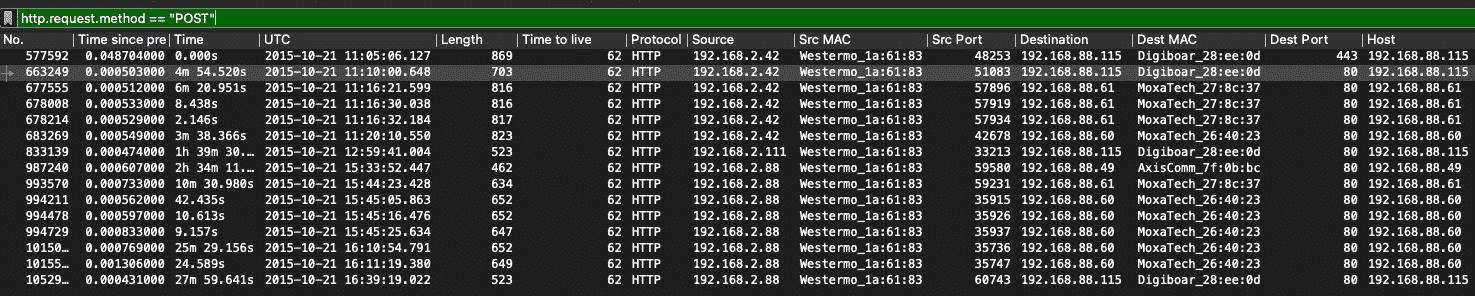 http.request.method == "POST"
No. Time since pre Time UTC Length Time to live Protocol Source Src MAC Src Port Destination Dest MAC Dest Port Host
577592 0.048704000 0.000s 2015-10-21 11:05:06.127 869 62 HTTP 192.168.2.42 Westermo_1a:61:83 48253 192.168.88.115 Digiboar_28:ee:0d 443 192.168.88.115
663249 0.000503000 4m 54.520s 2015-10-21 11:10:00.648 703 62 HTTP 192.168.2.42 Westermo_1a:61:83 51083 192.168.88.115 Digiboar_28:ee:0d 80 192.168.88.115
677555 0.000512000 6m 20.951s 2015-10-21 11:16:21.599 816 62 HTTP 192.168.2.42 Westermo_1a:61:83 57896 192.168.88.61 MoxaTech_27:8c:37 80 192.168.88.61
678008 0.000533000 8.438s 2015-10-21 11:16:30.038 816 62 HTTP 192.168.2.42 Westermo_1a:61:83 57919 192.168.88.61 MoxaTech_27:8c:37 80 192.168.88.61
678214 0.000529000 2.146s 2015-10-21 11:16:32.184 817 62 HTTP 192.168.2.42 Westermo_1a:61:83 57934 192.168.88.61 MoxaTech_27:8c:37 80 192.168.88.61
683269 0.000549000 3m 38.366s 2015-10-21 11:20:10.550 823 62 HTTP 192.168.2.42 Westermo_1a:61:83 42678 192.168.88.60 MoxaTech_26:40:23 80 192.168.88.60
833139 0.000474000 1h 39m 30.… 2015-10-21 12:59:41.004 523 62 HTTP 192.168.2.111 Westermo_1a:61:83 33213 192.168.88.115 Digiboar_28:ee:0d 80 192.168.88.115
987240 0.000607000 2h 34m 11.… 2015-10-21 15:33:52.447 462 62 HTTP 192.168.2.88 Westermo_1a:61:83 59580 192.168.88.49 AxisComm_7f:0b:bc 80 192.168.88.49
993570 0.000733000 10m 30.980s 2015-10-21 15:44:23.428 634 62 HTTP 192.168.2.88 Westermo_1a:61:83 59231 192.168.88.61 MoxaTech_27:8c:37 80 192.168.88.61
994211 0.000562000 42.435s 2015-10-21 15:45:05.863 652 62 HTTP 192.168.2.88 Westermo_1a:61:83 35915 192.168.88.60 MoxaTech_26:40:23 80 192.168.88.60
994478 0.000597000 10.613s 2015-10-21 15:45:16.476 652 62 HTTP 192.168.2.88 Westermo_1a:61:83 35926 192.168.88.60 MoxaTech_26:40:23 80 192.168.88.60
994729 0.000833000 9.157s 2015-10-21 15:45:25.634 647 62 HTTP 192.168.2.88 Westermo_1a:61:83 35937 192.168.88.60 MoxaTech_26:40:23 80 192.168.88.60
10150… 0.000769000 25m 29.156s 2015-10-21 16:10:54.791 652 62 HTTP 192.168.2.88 Westermo_1a:61:83 35736 192.168.88.60 MoxaTech_26:40:23 80 192.168.88.60
10155… 0.001306000 24.589s 2015-10-21 16:11:19.380 649 62 HTTP 192.168.2.88 Westermo_1a:61:83 35747 192.168.88.60 MoxaTech_26:40:23 80 192.168.88.60
10529… 0.000431000 27m 59.641s 2015-10-21 16:39:19.022 523 62 HTTP 192.168.2.88 Westermo_1a:61:83 60743 192.168.88.115 Digiboar_28:ee:0d 80 192.168.88.115